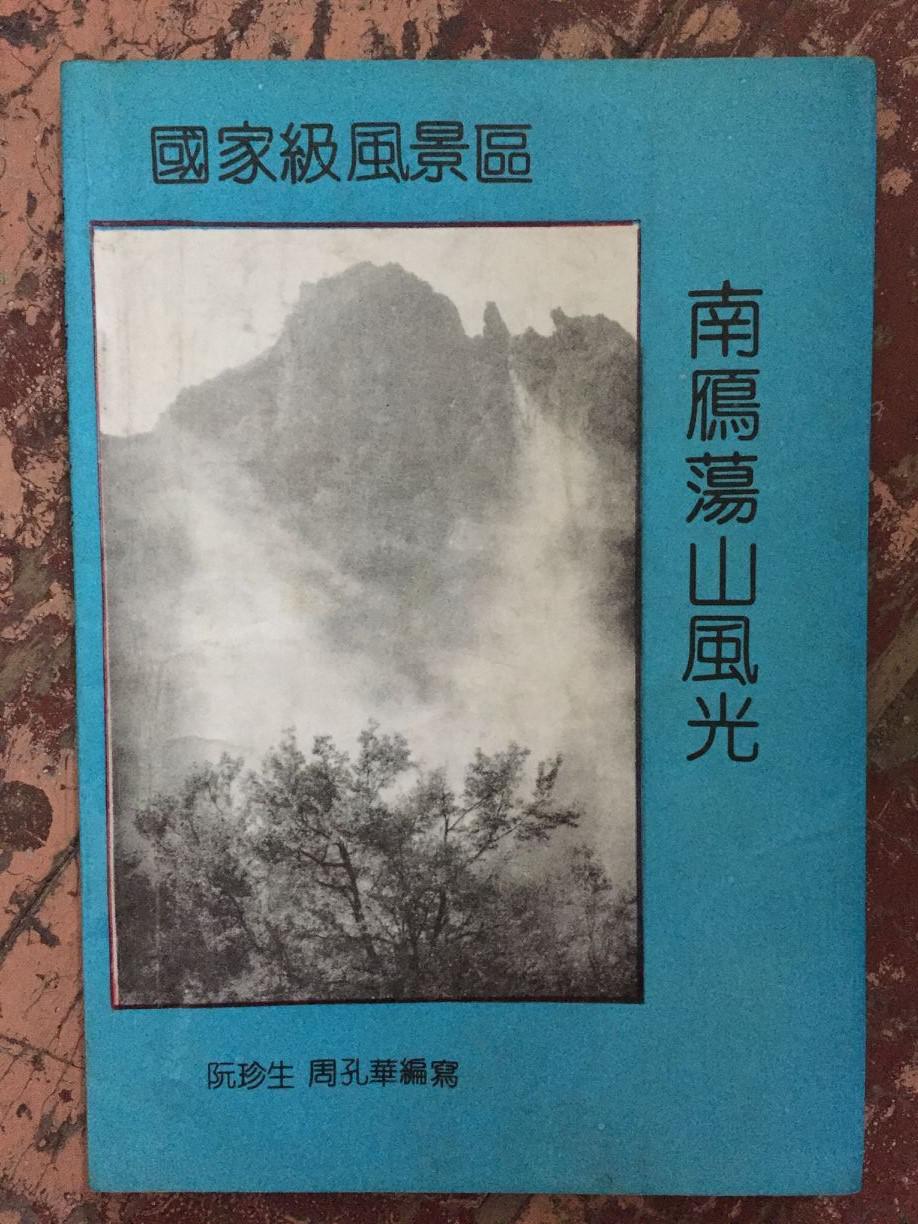 國家級風景區
南鴈蕩山風光
阮珍生 周孔華編寫